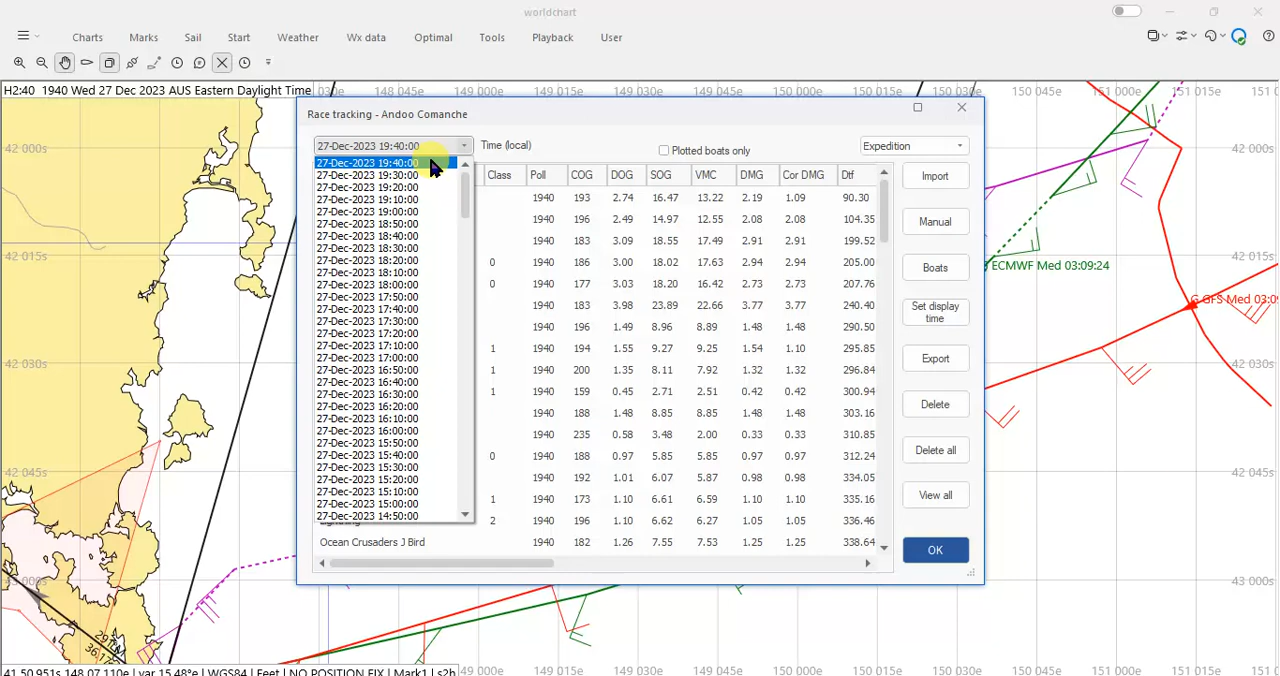 worldchart
Charts Marks Sail Start Weather Wx data Optimal Tools Playback User
H2:40 1940 Wed 27 Dec 2023 AUS Eastern Daylight Time
030e 148 045e 149 000e 149 015e 149 030e 149 045e 150 000e 150 015e 150 030e 150 045e 151 000e 151 015e
Race tracking - Andoo Comanche
27-Dec-2023 19:40:00 Time (local) Plotted boats only Expedition
42 000s 42 000s
27-Dec-2023 19:40:00
27-Dec-2023 19:30:00
27-Dec-2023 19:20:00
27-Dec-2023 19:10:00
27-Dec-2023 19:00:00
27-Dec-2023 18:50:00
27-Dec-2023 18:40:00
27-Dec-2023 18:30:00
27-Dec-2023 18:20:00
27-Dec-2023 18:10:00
27-Dec-2023 18:00:00
27-Dec-2023 17:50:00
27-Dec-2023 17:40:00
27-Dec-2023 17:30:00
27-Dec-2023 17:20:00
27-Dec-2023 17:10:00
27-Dec-2023 17:00:00
27-Dec-2023 16:50:00
27-Dec-2023 16:40:00
27-Dec-2023 16:30:00
27-Dec-2023 16:20:00
27-Dec-2023 16:10:00
27-Dec-2023 16:00:00
27-Dec-2023 15:50:00
27-Dec-2023 15:40:00
27-Dec-2023 15:30:00
27-Dec-2023 15:20:00
27-Dec-2023 15:10:00
27-Dec-2023 15:00:00
27-Dec-2023 14:50:00
Class Poll COG DOG SOG VMC DMG Cor DMG Dtf
1940 193 2.74 16.47 13.22 2.19 1.09 90.30
1940 196 2.49 14.97 12.55 2.08 2.08 104.35
1940 183 3.09 18.55 17.49 2.91 2.91 199.52
0 1940 186 3.00 18.02 17.63 2.94 2.94 205.00
0 1940 177 3.03 18.20 16.42 2.73 2.73 207.76
1940 183 3.98 23.89 22.66 3.77 3.77 240.40
1940 196 1.49 8.96 8.89 1.48 1.48 290.50
1 1940 194 1.55 9.27 9.25 1.54 1.10 295.85
1 1940 200 1.35 8.11 7.92 1.32 1.32 296.84
1 1940 159 0.45 2.71 2.51 0.42 0.42 300.94
1940 188 1.48 8.85 8.85 1.48 1.48 303.16
1940 235 0.58 3.48 2.00 0.33 0.33 310.85
0 1940 188 0.97 5.85 5.85 0.97 0.97 312.24
1940 192 1.01 6.07 5.87 0.98 0.98 334.05
1 1940 173 1.10 6.61 6.59 1.10 1.10 335.16
2 1940 196 1.10 6.62 6.27 1.05 1.05 336.46
Ocean Crusaders J Bird 1940 182 1.26 7.55 7.53 1.25 1.25 338.64
Import
Manual
Boats
Set display
time
Export
Delete
Delete all
View all
OK
ECMWF Med 03:09:24
G GFS Med 03:0
42 015s 42 015s
42 030s 42 030s
42 045s 42 045s
43 000s 43 000s
41 50.951s 148 07.110e | var 15.48°e | WGS84 | Feet | NO POSITION FIX | Mark1 | s2h
000e 149 015e 149 030e 149 045e 150 000e 150 015e 150 030e 150 045e 151 000e 151 015e 151